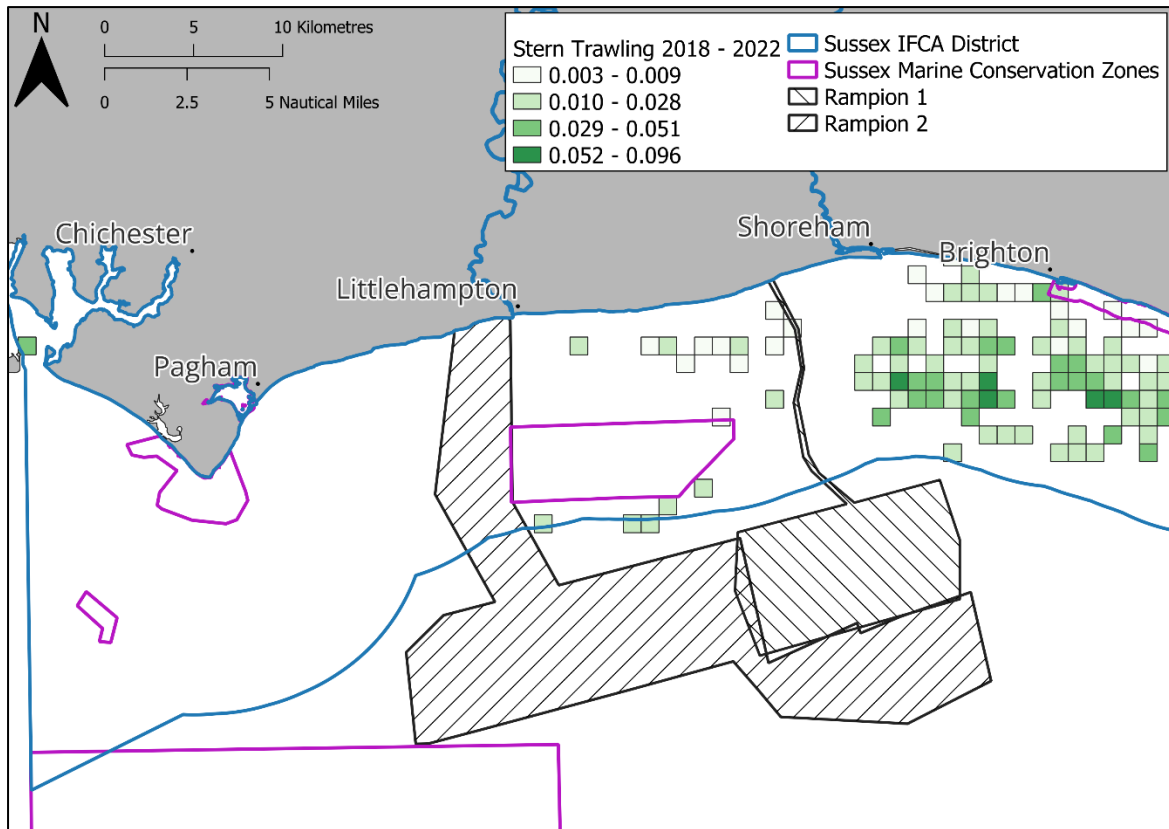 N
0 5 10 Kilometres
0 2.5 5 Nautical Miles
Stern Trawling 2018 - 2022
0.003 - 0.009
0.010 - 0.028
0.029 - 0.051
0.052 - 0.096
Sussex IFCA District
Sussex Marine Conservation Zones
Rampion 1
Rampion 2
Chichester
Shoreham
Brighton
Littlehampton
Pagham